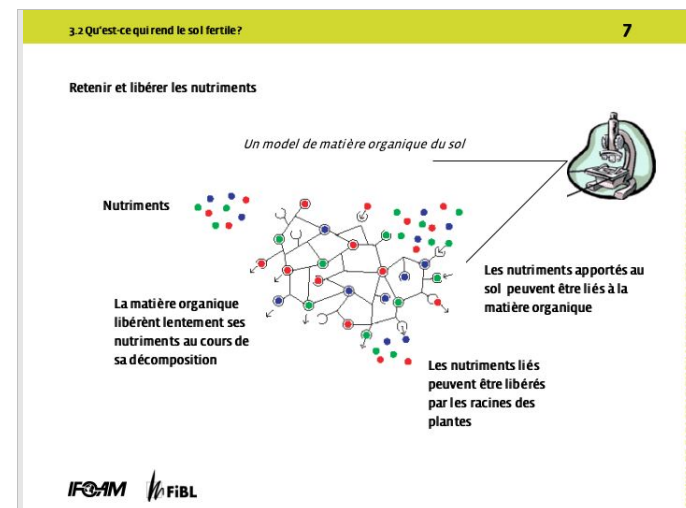 3.2 Qu'est-ce qui rend le sol fertile?
7
Retenir et libérer les nutriments
Un model de matière organique du sol
Nutriments
Les nutriments apportés au
sol peuvent être liés à la
matière organique
La matière organique
libérènt lentement ses
nutriments au cours de
sa décomposition
Les nutriments liés
peuvent être libérés
par les racines des
plantes
IFOAM
FiBL